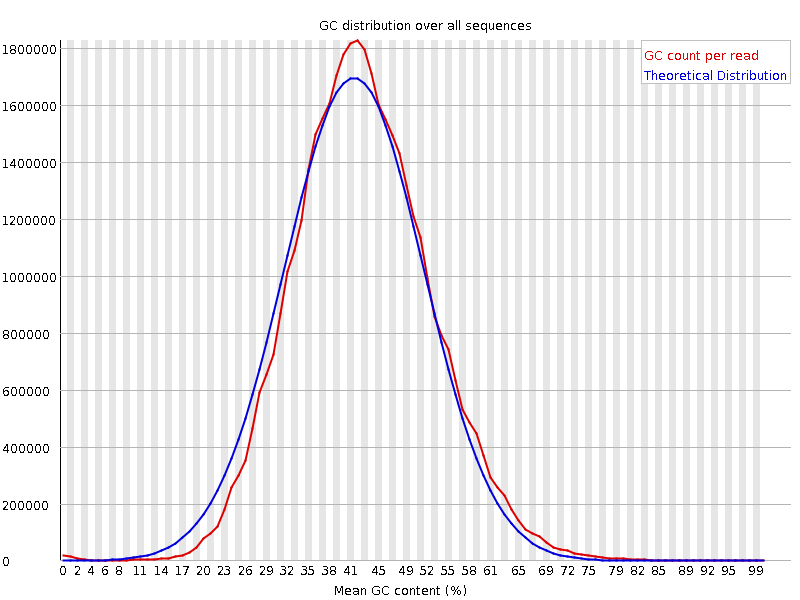 GC distribution over all sequences
GC count per read
Theoretical Distribution
1800000
1600000
1400000
1200000
1000000
800000
600000
400000
200000
0
0 2 4 6 8 11 14 17 20 23 26 29 32 35 38 41 45 49 52 55 58 61 65 68 72 75 79 82 85 89 92 95 99
Mean GC content (%)